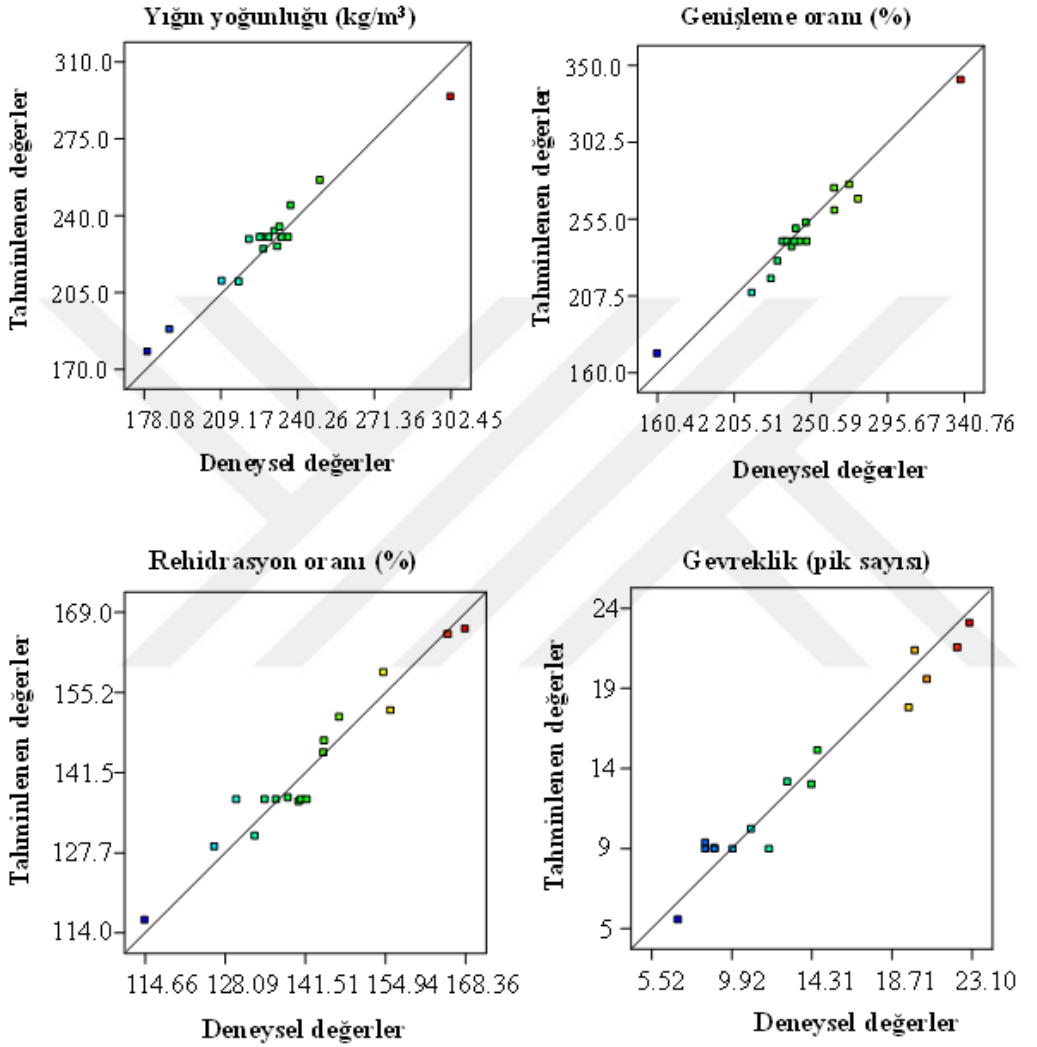 Yığın yoğunluğu (kg/m³)
Tahminlenen değerler
310.0
275.0
240.0
205.0
170.0
178.08 209.17 240.26 271.36 302.45
Deneysel değerler
Genişleme oranı (%)
Tahminlenen değerler
350.0
302.5
255.0
207.5
160.0
160.42 205.51 250.59 295.67 340.76
Deneysel değerler
Rehidrasyon oranı (%)
Tahminlenen değerler
169.0
155.2
141.5
127.7
114.0
114.66 128.09 141.51 154.94 168.36
Deneysel değerler
Gevreklik (pik sayısı)
Tahminlenen değerler
24
19
14
9
5
5.52 9.92 14.31 18.71 23.10
Deneysel değerler